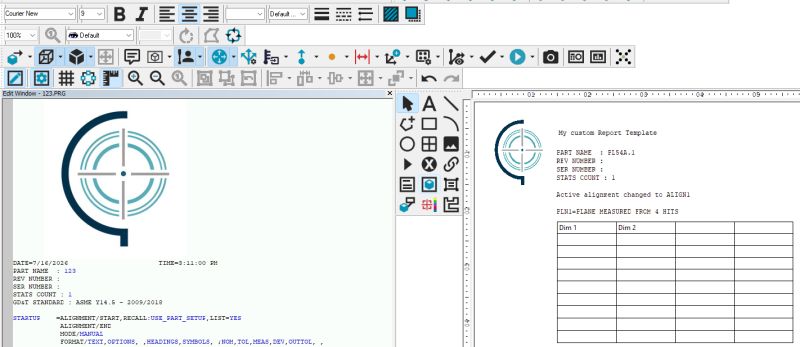 Courier New 9 B I Default ...
100% Default
Edit Window - 123.PRG
DATE=7/16/2026 TIME=3:11:00 PM
PART NAME : 123
REV NUMBER :
SER NUMBER :
STATS COUNT : 1
GD&T STANDARD : ASME Y14.5 - 2009/2018
STARTUP =ALIGNMENT/START,RECALL:USE_PART_SETUP,LIST=YES
ALIGNMENT/END
MODE/MANUAL
FORMAT/TEXT,OPTIONS, ,HEADINGS,SYMBOLS, ;NOM,TOL,MEAS,DEV,OUTTOL, ,
A
My custom Report Template
PART NAME : PLS4A.1
REV NUMBER :
SER NUMBER :
STATS COUNT : 1
Active alignment changed to ALIGN1
PLN1=PLANE MEASURED FROM 4 HITS
Dim 1 Dim 2